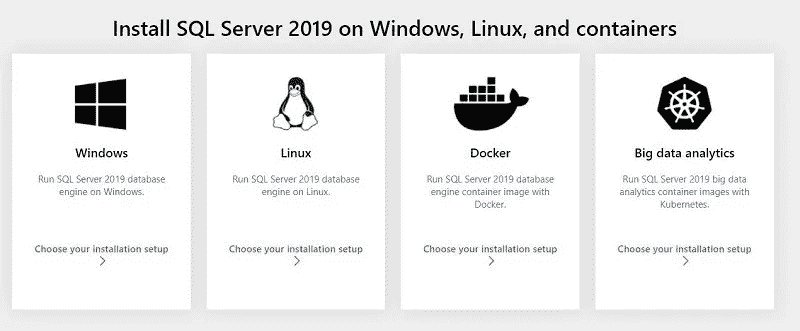 Install SQL Server 2019 on Windows, Linux, and containers
Windows
Run SQL Server 2019 database
engine on Windows.
Choose your installation setup
Linux
Run SQL Server 2019 database
engine on Linux.
Choose your installation setup
Docker
Run SQL Server 2019 database
engine container image with
Docker.
Choose your installation setup
Big data analytics
Run SQL Server 2019 big data
analytics container images with
Kubernetes.
Choose your installation setup